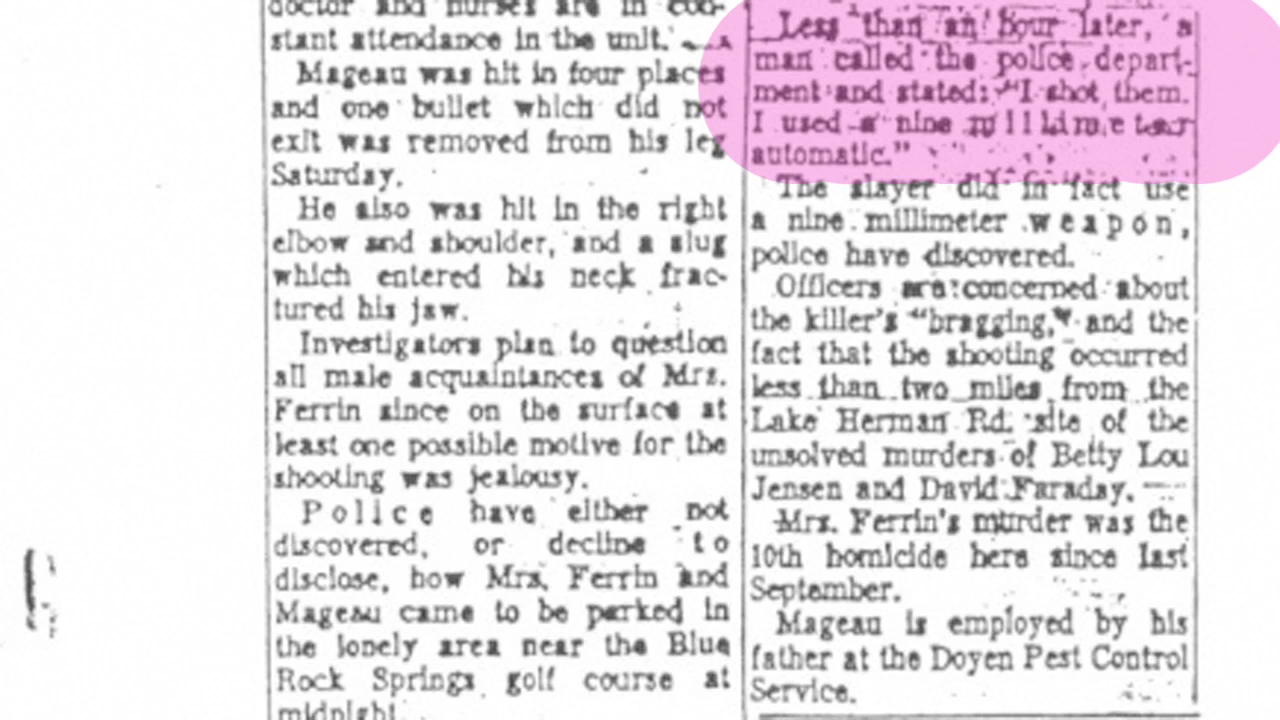 doctor and nurses are in con-
stant attendance in the unit.
Mageau was hit in four places
and one bullet which did not
exit was removed from his leg
Saturday.
He also was hit in the right
elbow and shoulder, and a slug
which entered his neck frac-
tured his jaw.
Investigators plan to question
all male acquaintances of Mrs.
Ferrin since on the surface at
least one possible motive for the
shooting was jealousy.
Police have either not
discovered, or decline to
disclose, how Mrs. Ferrin and
Mageau came to be parked in
the lonely area near the Blue
Rock Springs golf course at
midnight.
Less than an hour later, a
man called the police depart-
ment and stated: "I shot them.
I used a nine millimeter
automatic."
The slayer did in fact use
a nine millimeter weapon,
police have discovered.
Officers are concerned about
the killer's "bragging," and the
fact that the shooting occurred
less than two miles from the
Lake Herman Rd. site of the
unsolved murders of Betty Lou
Jensen and David Faraday.
Mrs. Ferrin's murder was the
10th homicide here since last
September.
Mageau is employed by his
father at the Doyen Pest Control
Service.